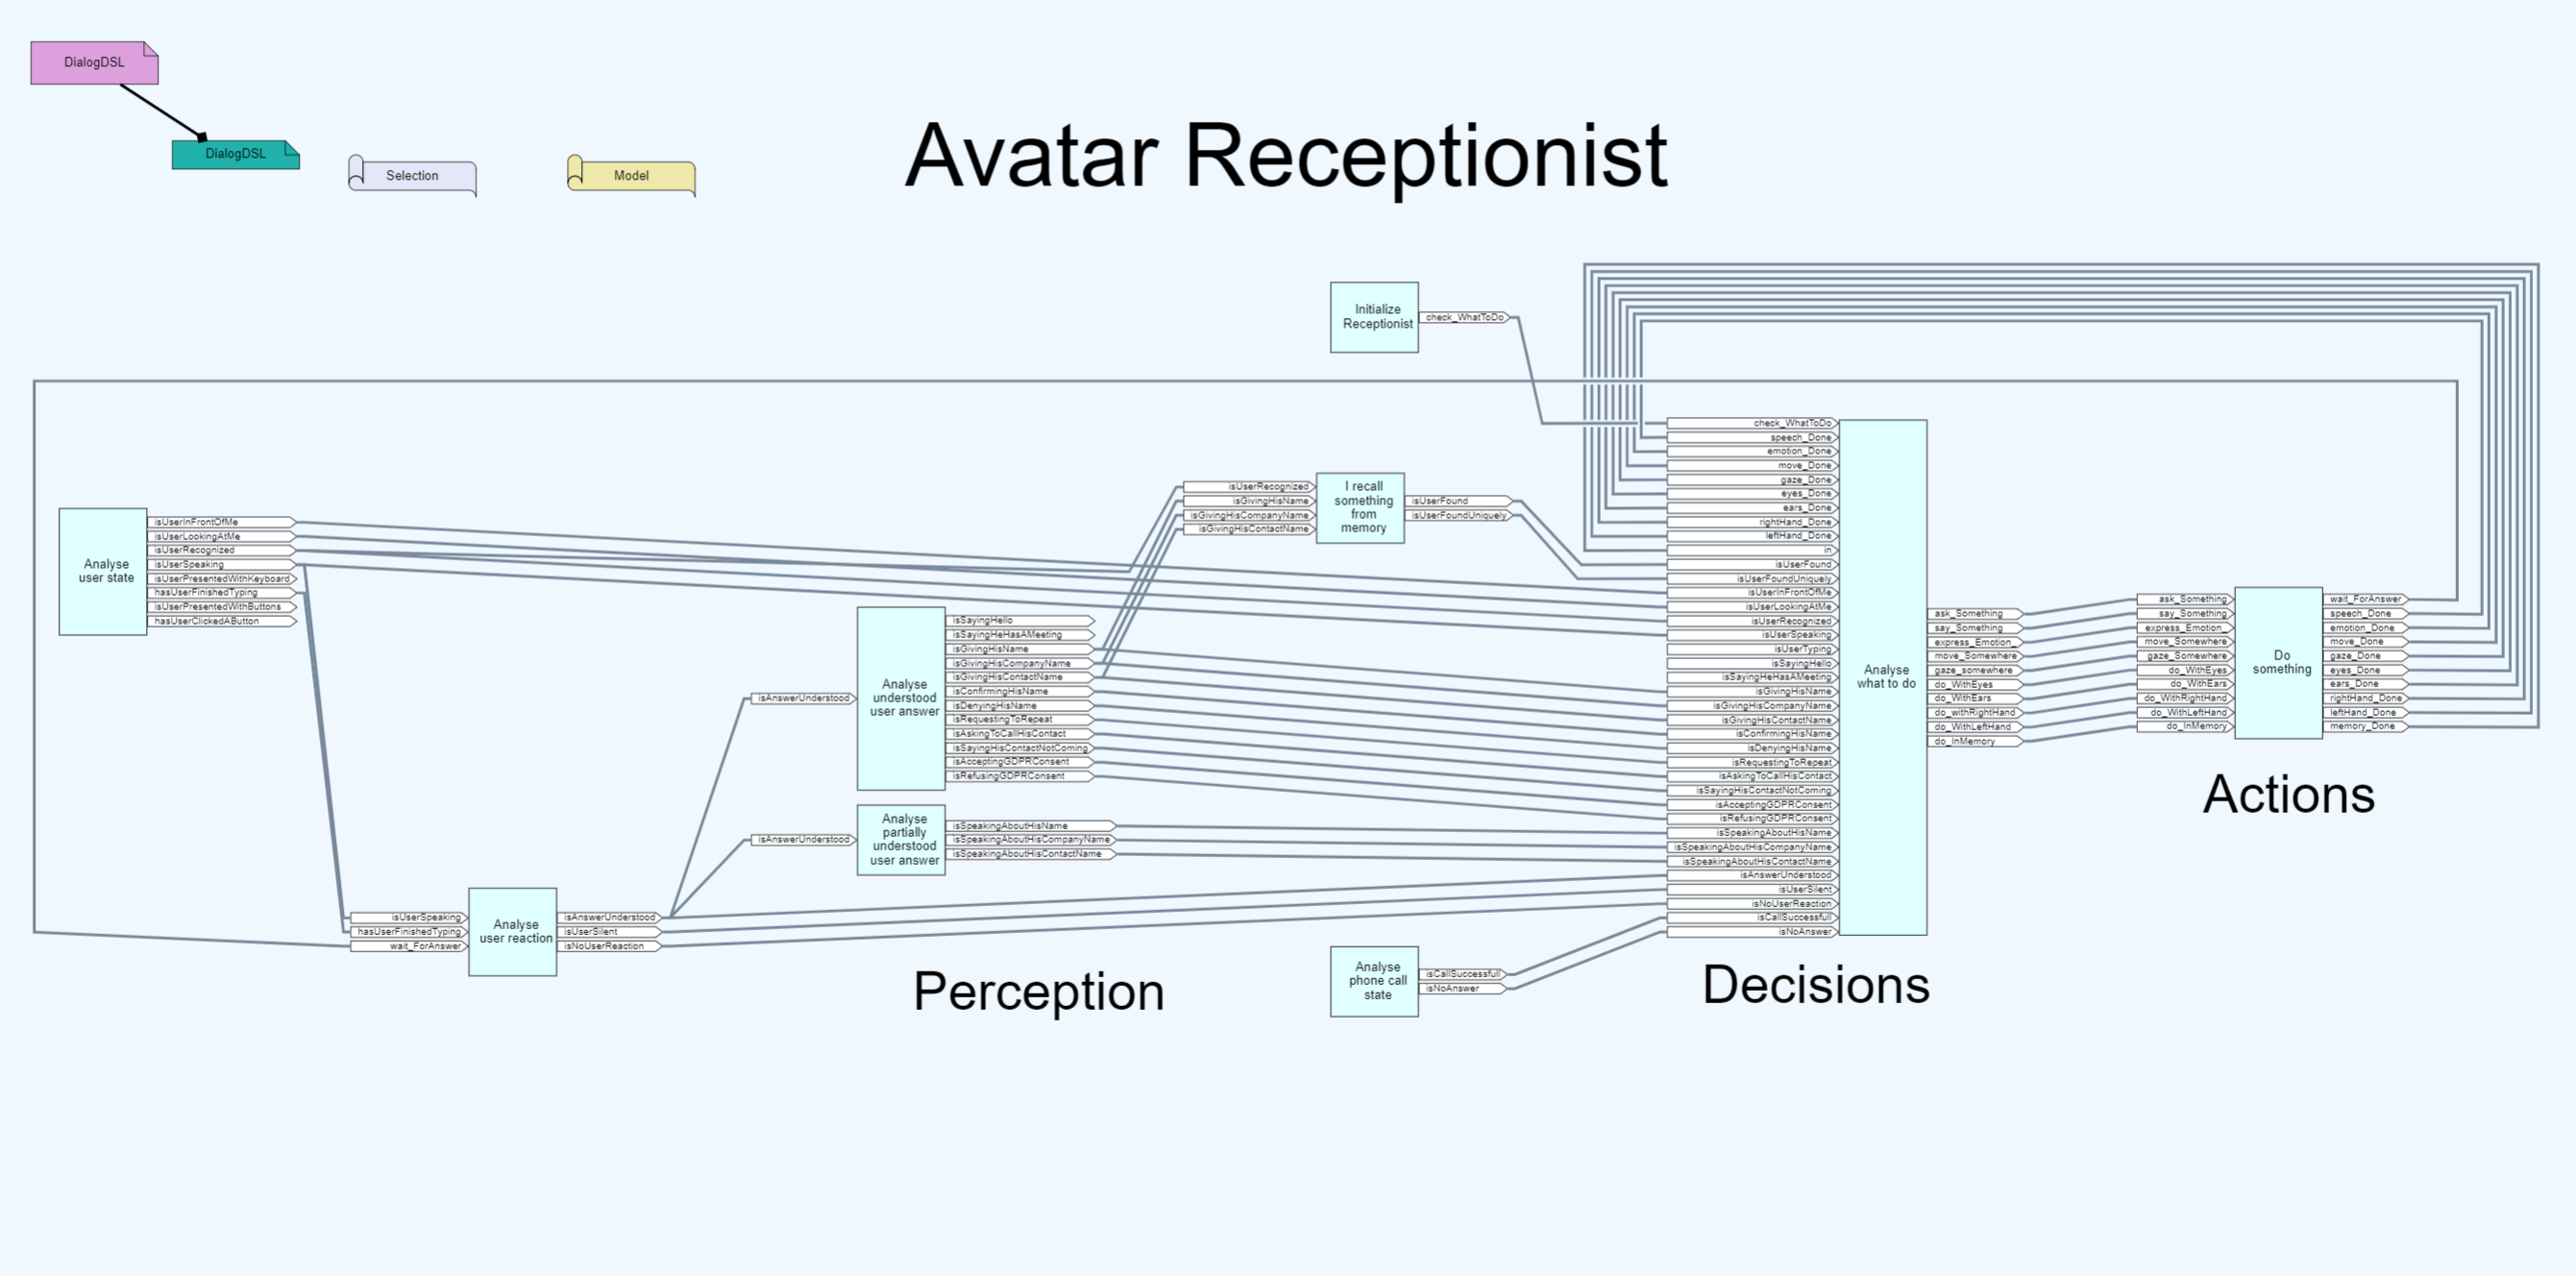 DialogDSL
DialogDSL
Selection
Model
Avatar Receptionist
Initialize
Receptionist
check_WhatToDo
Analyse
user state
isUserInFrontOfMe
isUserLookingAtMe
isUserRecognized
isUserSpeaking
isUserPresentedWithKeyboard
hasUserFinishedTyping
isUserPresentedWithButtons
hasUserClickedAButton
isUserRecognized
isGivingHisName
isGivingHisCompanyName
isGivingHisContactName
I recall
something
from
memory
isUserFound
isUserFoundUniquely
isAnswerUnderstood
Analyse
understood
user answer
isSayingHello
isSayingHeHasAMeeting
isGivingHisName
isGivingHisCompanyName
isGivingHisContactName
isConfirmingHisName
isDenyingHisName
isRequestingToRepeat
isAskingToCallHisContact
isSayingHisContactNotComing
isAcceptingGDPRConsent
isRefusingGDPRConsent
isAnswerUnderstood
Analyse
partially
understood
user answer
isSpeakingAboutHisName
isSpeakingAboutHisCompanyName
isSpeakingAboutHisContactName
isUserSpeaking
hasUserFinishedTyping
wait_ForAnswer
Analyse
user reaction
isAnswerUnderstood
isUserSilent
isNoUserReaction
Perception
Analyse
phone call
state
isCallSuccessfull
isNoAnswer
check_WhatToDo
speech_Done
emotion_Done
move_Done
gaze_Done
eyes_Done
ears_Done
rightHand_Done
leftHand_Done
in
isUserFound
isUserFoundUniquely
isUserInFrontOfMe
isUserLookingAtMe
isUserRecognized
isUserSpeaking
isUserTyping
isSayingHello
isSayingHeHasAMeeting
isGivingHisName
isGivingHisCompanyName
isGivingHisContactName
isConfirmingHisName
isDenyingHisName
isRequestingToRepeat
isAskingToCallHisContact
isSayingHisContactNotComing
isAcceptingGDPRConsent
isRefusingGDPRConsent
isSpeakingAboutHisName
isSpeakingAboutHisCompanyName
isSpeakingAboutHisContactName
isAnswerUnderstood
isUserSilent
isNoUserReaction
isCallSuccessfull
isNoAnswer
Analyse
what to do
ask_Something
say_Something
express_Emotion_
move_Somewhere
gaze_somewhere
do_WithEyes
do_WithEars
do_withRightHand
do_WithLeftHand
do_InMemory
Decisions
ask_Something
say_Something
express_Emotion_
move_Somewhere
gaze_Somewhere
do_WithEyes
do_WithEars
do_WithRightHand
do_WithLeftHand
do_InMemory
Do
something
wait_ForAnswer
speech_Done
emotion_Done
move_Done
gaze_Done
eyes_Done
ears_Done
rightHand_Done
leftHand_Done
memory_Done
Actions